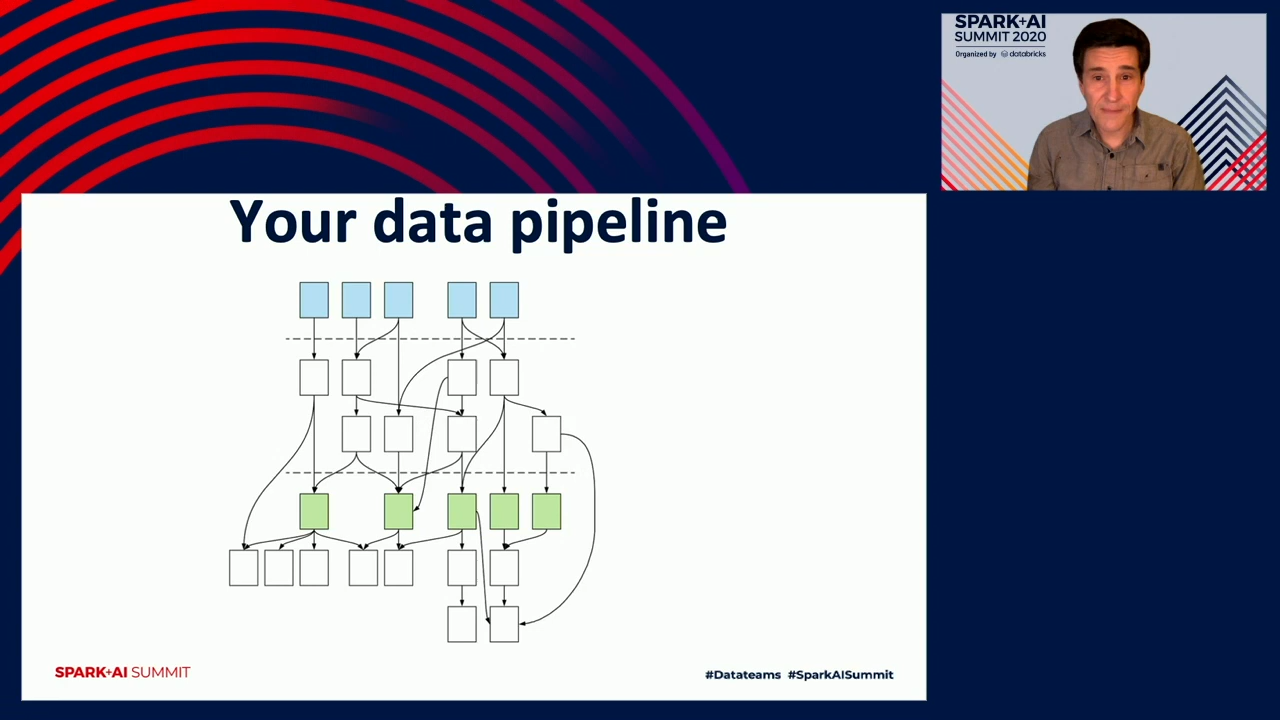 SPARK+AI
SUMMIT 2020
Organized by databricks
Your data pipeline
SPARK+AI SUMMIT
#Datateams #SparkAISummit